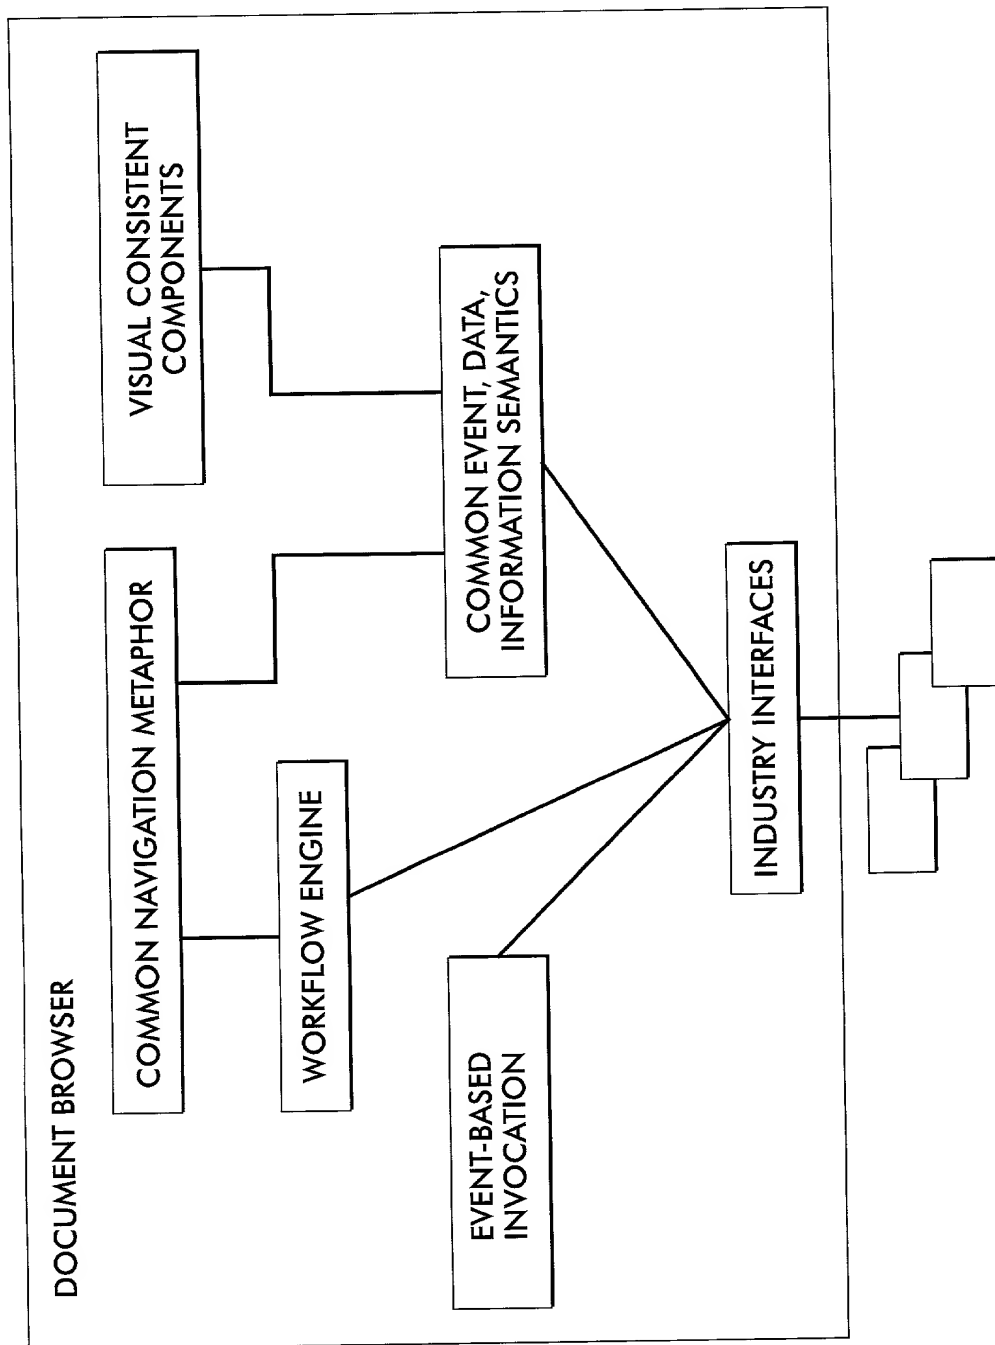 DOCUMENT BROWSER
COMMON NAVIGATION METAPHOR
VISUAL CONSISTENT
COMPONENTS
WORKFLOW ENGINE
EVENT-BASED
INVOCATION
COMMON EVENT, DATA,
INFORMATION SEMANTICS
INDUSTRY INTERFACES